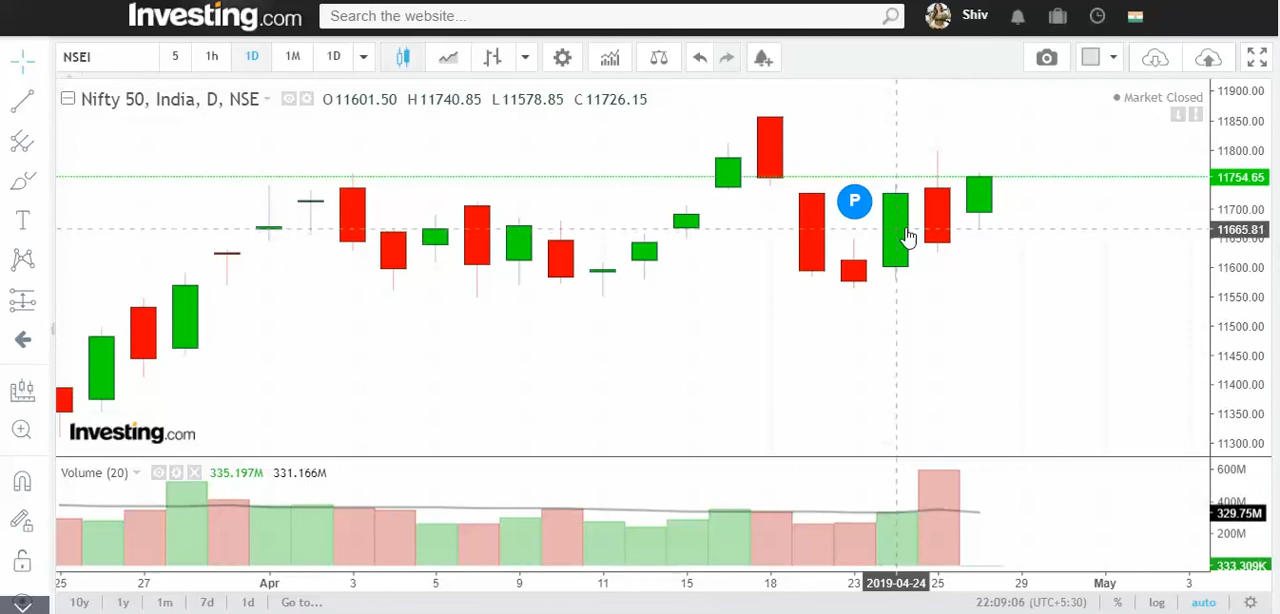 Investing.com Search the website... Shiv
NSEI 5 1h 1D 1M 1D
Nifty 50, India, D, NSE O11601.50 H11740.85 L11578.85 C11726.15
Market Closed
11900.00
11850.00
11800.00
11754.65
11700.00
11665.81
11650.00
11600.00
11550.00
11500.00
11450.00
11400.00
11350.00
11300.00
P
Investing.com
Volume (20) 335.197M 331.166M
600M
400M
329.75M
200M
333.309K
25 27 Apr 3 5 9 11 15 18 23 2019-04-24 25 29 May 3
10y 1y 1m 7d 1d Go to... 22:09:06 (UTC+5:30) % log auto